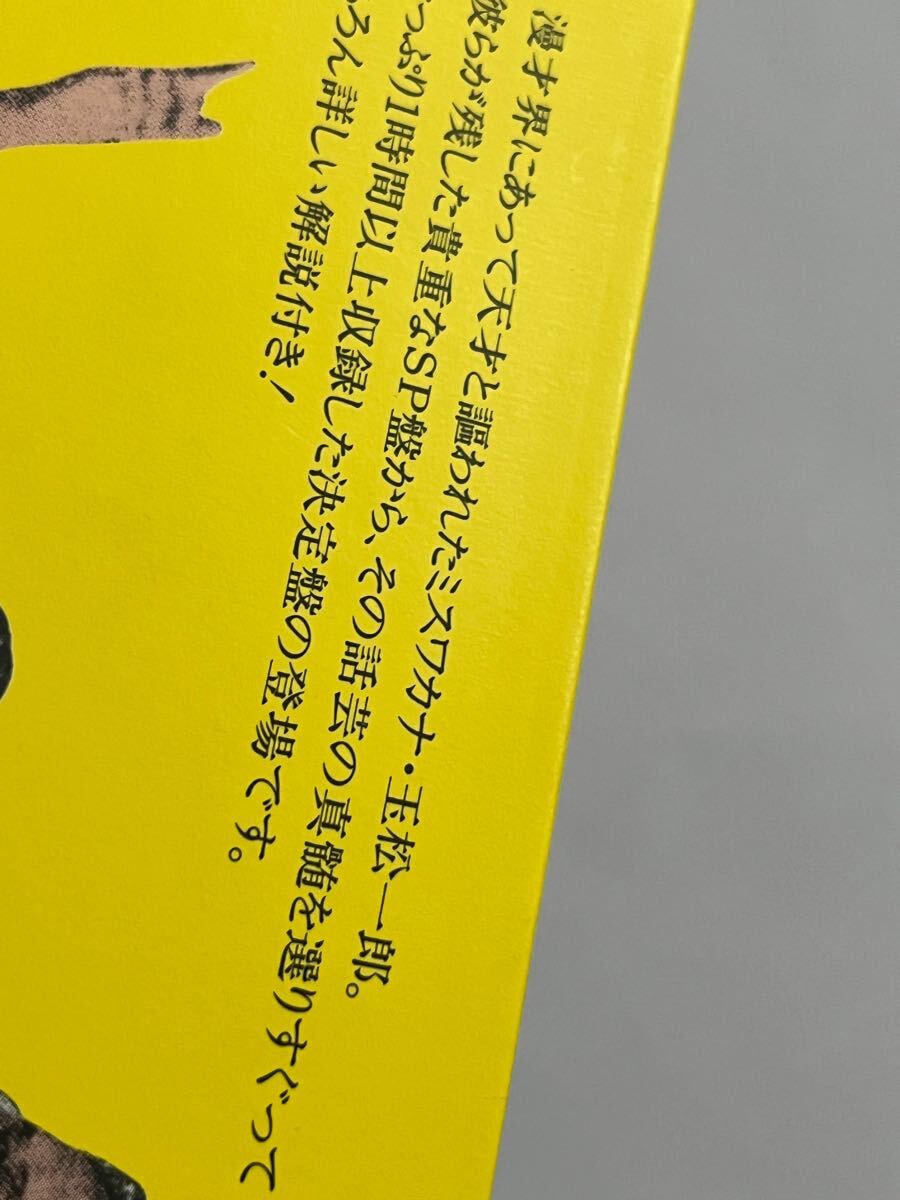 漫才界にあって天才と謳われたミスワカナ・玉松一郎。
彼らが残した貴重なSP盤から、その話芸の真髄を選りすぐって
っぷり1時間以上収録した決定盤の登場です。
ろん詳しい解説付き!